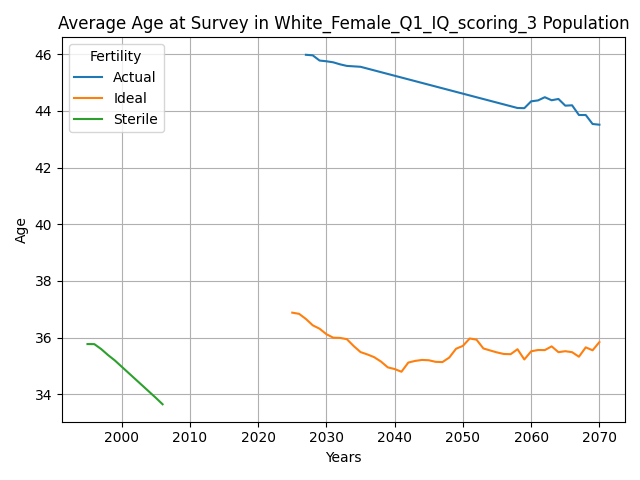 Average Age at Survey in White_Female_Q1_IQ_scoring_3 Population
Fertility
Actual
Ideal
Sterile
Age
46
44
42
40
38
36
34
2000 2010 2020 2030 2040 2050 2060 2070
Years